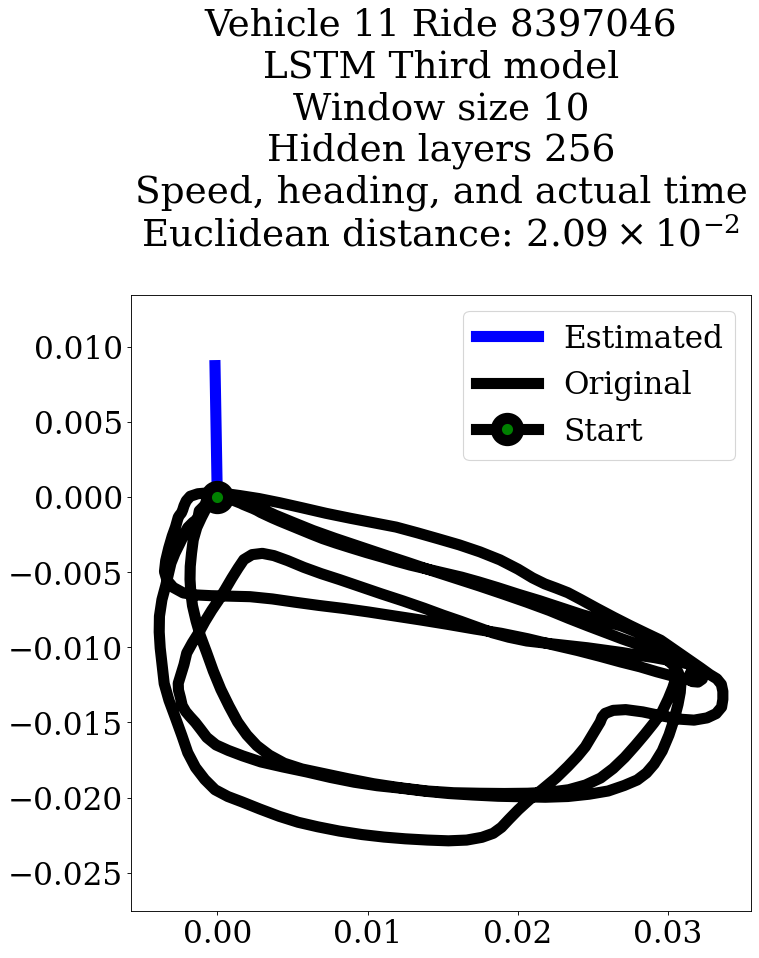 Vehicle 11 Ride 8397046
LSTM Third model
Window size 10
Hidden layers 256
Speed, heading, and actual time
Euclidean distance: 2.09 × 10⁻²
Estimated
Original
Start
0.010
0.005
0.000
−0.005
−0.010
−0.015
−0.020
−0.025
0.00 0.01 0.02 0.03